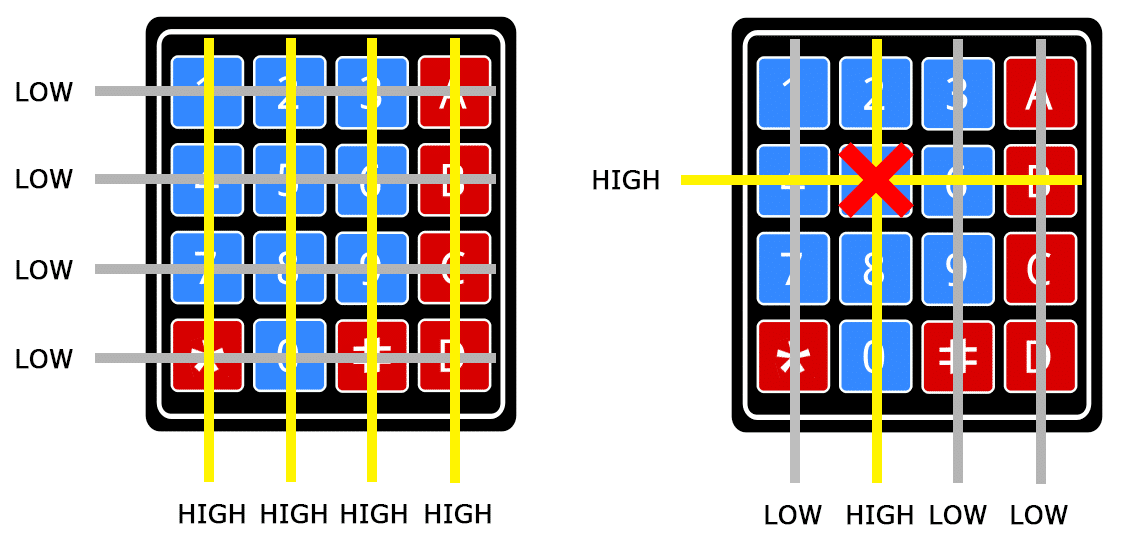 1 2 3 A
LOW
4 5 6 B
LOW
7 8 9 C
LOW
* 0 # D
LOW
HIGH HIGH HIGH HIGH
1 2 3 A
4 6 B
HIGH
7 8 9 C
* 0 # D
LOW HIGH LOW LOW